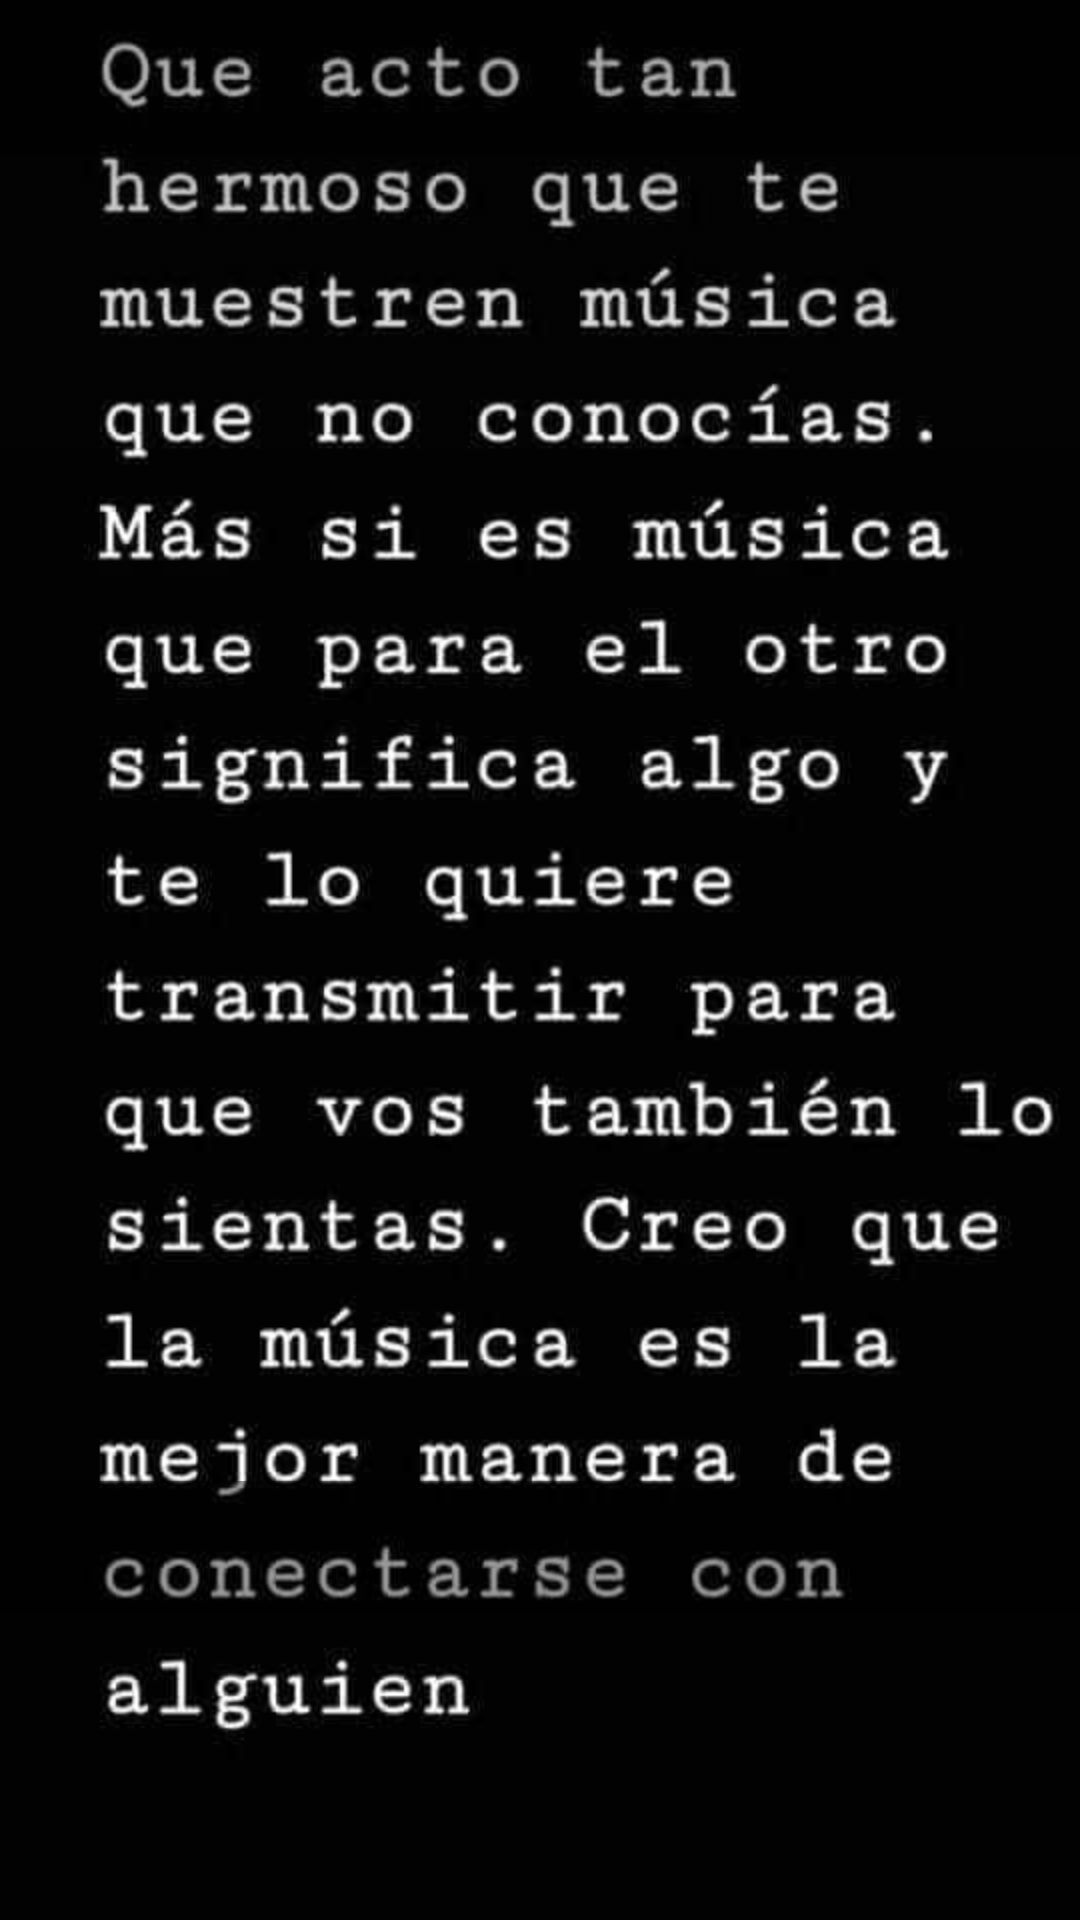 Que acto tan
hermoso que te
muestren música
que no conocías.
Más si es música
que para el otro
significa algo y
te lo quiere
transmitir para
que vos también lo
sientas. Creo que
la música es la
mejor manera de
conectarse con
alguien